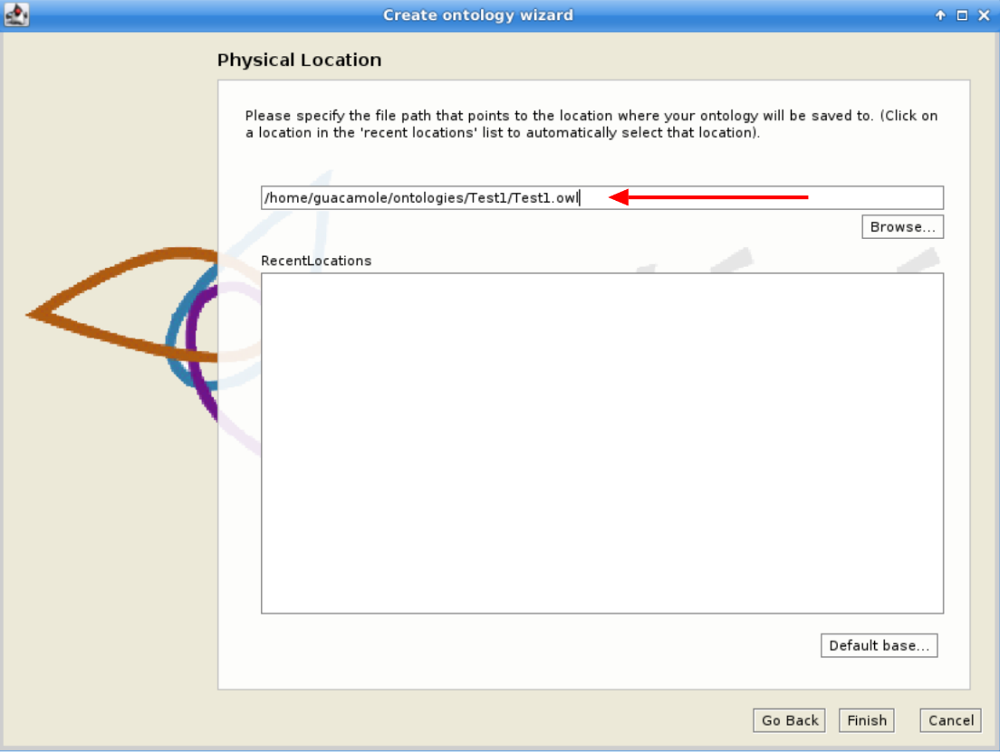 Create ontology wizard
Physical Location
Please specify the file path that points to the location where your ontology will be saved to. (Click on
a location in the 'recent locations' list to automatically select that location).
/home/guacamole/ontologies/Test1/Test1.owl
Browse...
RecentLocations
Default base...
Go Back Finish Cancel